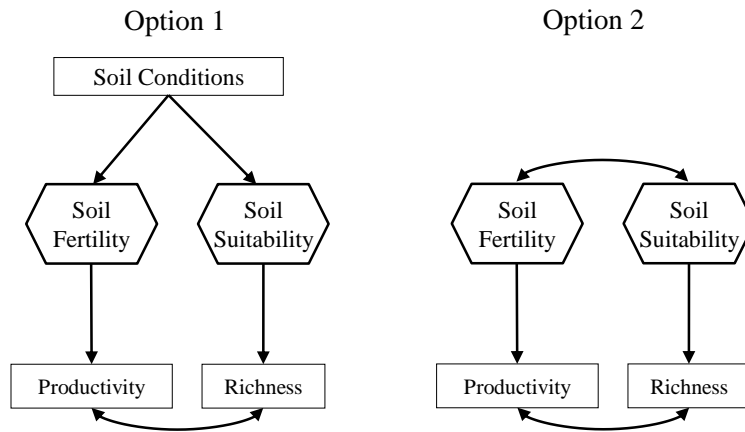 Option 1
Soil Conditions
Soil
Fertility
Soil
Suitability
Productivity
Richness
Option 2
Soil
Fertility
Soil
Suitability
Productivity
Richness